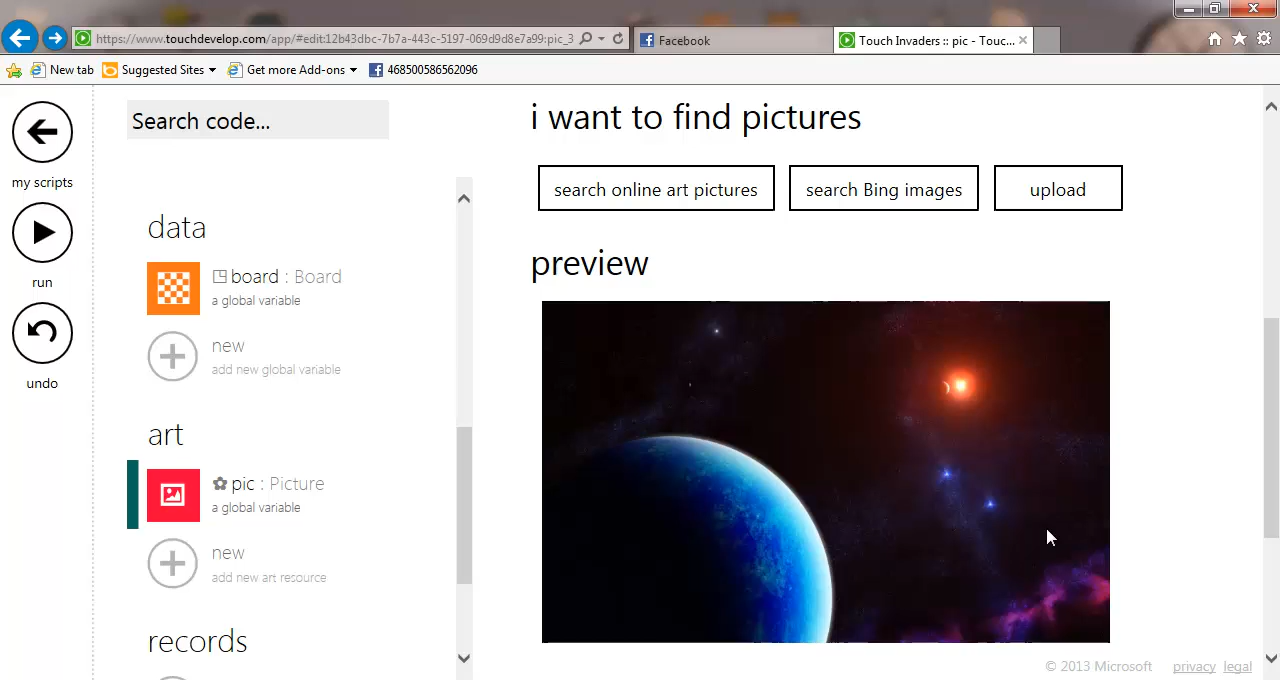 https://www.touchdevelop.com/app/#edit:12b43dbc-7b7a-443c-5197-069d9d8e7a99:pic_3
Facebook
Touch Invaders :: pic - Touc...
New tab
Suggested Sites
Get more Add-ons
468500586562096
my scripts
run
undo
Search code...
data
board : Board
a global variable
new
add new global variable
art
pic : Picture
a global variable
new
add new art resource
records
i want to find pictures
search online art pictures
search Bing images
upload
preview
© 2013 Microsoft privacy legal